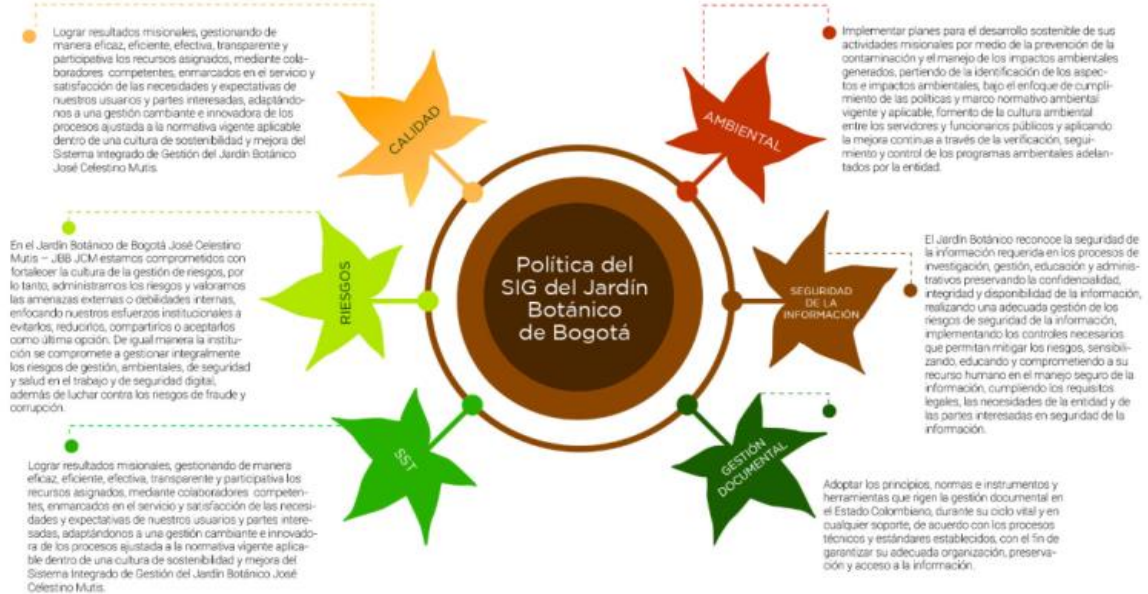 Lograr resultados misionales, gestionando de
manera eficaz, eficiente, efectiva, transparente y
participativa los recursos asignados, mediante cola-
boradores competentes, enmarcados en el servicio y
satisfacción de las necesidades y expectativas de
nuestros usuarios y partes interesadas, adaptándo-
nos a una gestión cambiante e innovadora de los
procesos ajustada a la normativa vigente aplicable
dentro de una cultura de sostenibilidad y mejora del
Sistema Integrado de Gestión del Jardín Botánico
José Celestino Mutis.
CALIDAD
AMBIENTAL
Implementar planes para el desarrollo sostenible de sus
actividades misionales por medio de la prevención de la
contaminación y el manejo de los impactos ambientales
generados, partiendo de la identificación de los aspec-
tos e impactos ambientales, bajo el enfoque de cumpli-
miento de las políticas y marco normativo ambiental
vigente y aplicable, fomento de la cultura ambiental
entre los servidores y funcionarios públicos y aplicando
la mejora continua a través de la verificación, segui-
miento y control de los programas ambientales adelan-
tados por la entidad.
En el Jardín Botánico de Bogotá José Celestino
Mutis – JBB JCM estamos comprometidos con
fortalecer la cultura de la gestión de riesgos, por
lo tanto, administramos los riesgos y valoramos
las amenazas externas o debilidades internas,
enfocando nuestros esfuerzos institucionales a
evitarlos, reducirlos, compartirlos o aceptarlos
como última opción. De igual manera la institu-
ción se compromete a gestionar integralmente
los riesgos de gestión, ambientales, de seguridad
y salud en el trabajo y de seguridad digital,
además de luchar contra los riesgos de fraude y
corrupción.
RIESGOS
Política del
SIG del Jardín
Botánico
de Bogotá
SEGURIDAD
DE LA
INFORMACIÓN
El Jardín Botánico reconoce la seguridad de
la información requerida en los procesos de
investigación, gestión, educación y adminis-
trativos preservando la confidencialidad,
integridad y disponibilidad de la información,
realizando una adecuada gestión de los
riesgos de seguridad de la información,
implementando los controles necesarios
que permitan mitigar los riesgos, sensibili-
zando, educando y comprometiendo a su
recurso humano en el manejo seguro de la
información, cumpliendo los requisitos
legales, las necesidades de la entidad y de
las partes interesadas en seguridad de la
información.
SST
Lograr resultados misionales, gestionando de manera
eficaz, eficiente, efectiva, transparente y participativa los
recursos asignados, mediante colaboradores competen-
tes, enmarcados en el servicio y satisfacción de las necesi-
dades y expectativas de nuestros usuarios y partes intere-
sadas, adaptándonos a una gestión cambiante e innovado-
ra de los procesos ajustada a la normativa vigente aplica-
ble dentro de una cultura de sostenibilidad y mejora del
Sistema Integrado de Gestión del Jardín Botánico José
Celestino Mutis.
GESTIÓN
DOCUMENTAL
Adoptar los principios, normas e instrumentos y
herramientas que rigen la gestión documental en
el Estado Colombiano, durante su ciclo vital y en
cualquier soporte, de acuerdo con los procesos
técnicos y estándares establecidos, con el fin de
garantizar su adecuada organización, preserva-
ción y acceso a la información.